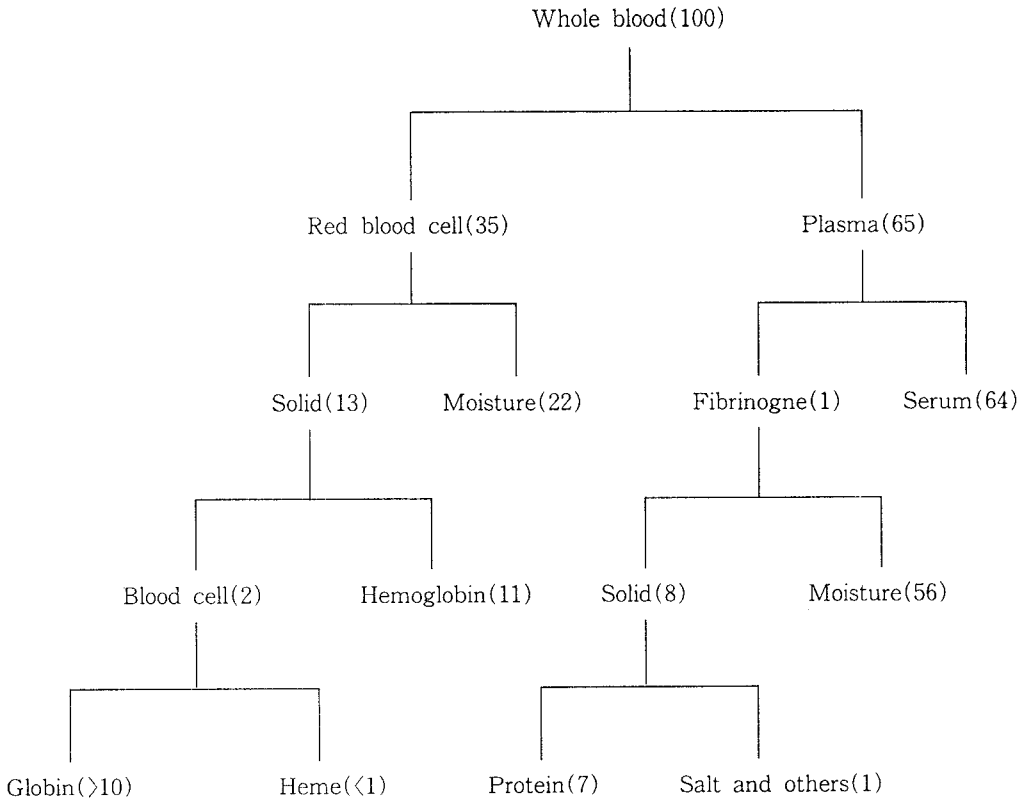 Whole blood(100)
Red blood cell(35) Plasma(65)
Solid(13) Moisture(22) Fibrinogne(1) Serum(64)
Blood cell(2) Hemoglobin(11) Solid(8) Moisture(56)
Globin(>10) Heme(<1) Protein(7) Salt and others(1)